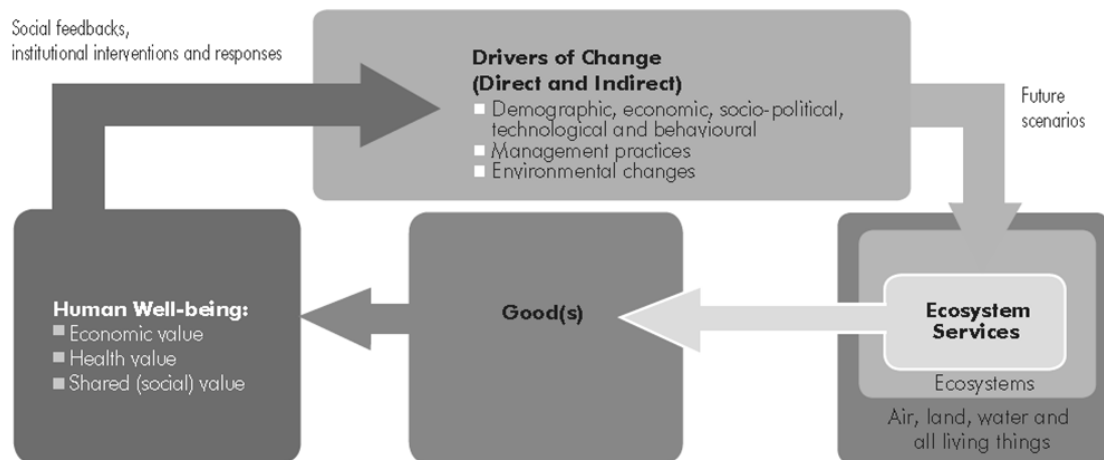 Social feedbacks,
institutional interventions and responses
Drivers of Change
(Direct and Indirect)
Demographic, economic, socio-political,
technological and behavioural
Management practices
Environmental changes
Future
scenarios
Human Well-being:
Economic value
Health value
Shared (social) value
Good(s)
Ecosystem
Services
Ecosystems
Air, land, water and
all living things